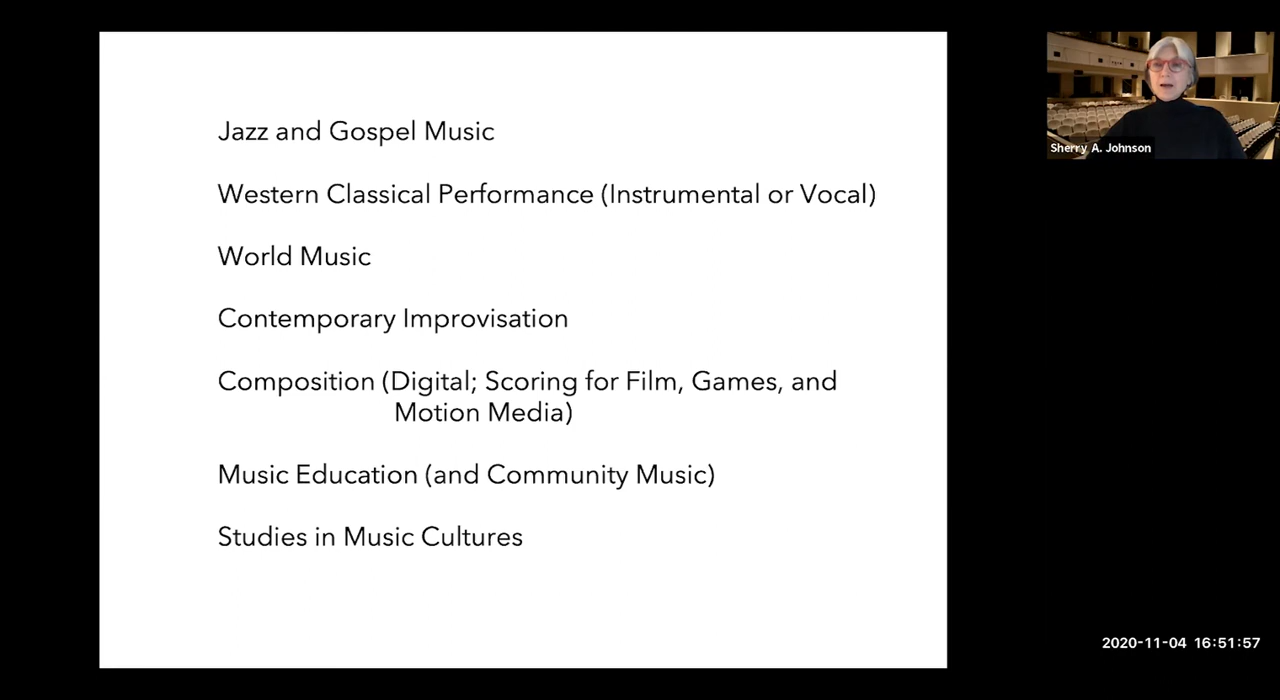 Jazz and Gospel Music
Western Classical Performance (Instrumental or Vocal)
World Music
Contemporary Improvisation
Composition (Digital; Scoring for Film, Games, and
Motion Media)
Music Education (and Community Music)
Studies in Music Cultures
Sherry A. Johnson
2020-11-04 16:51:57